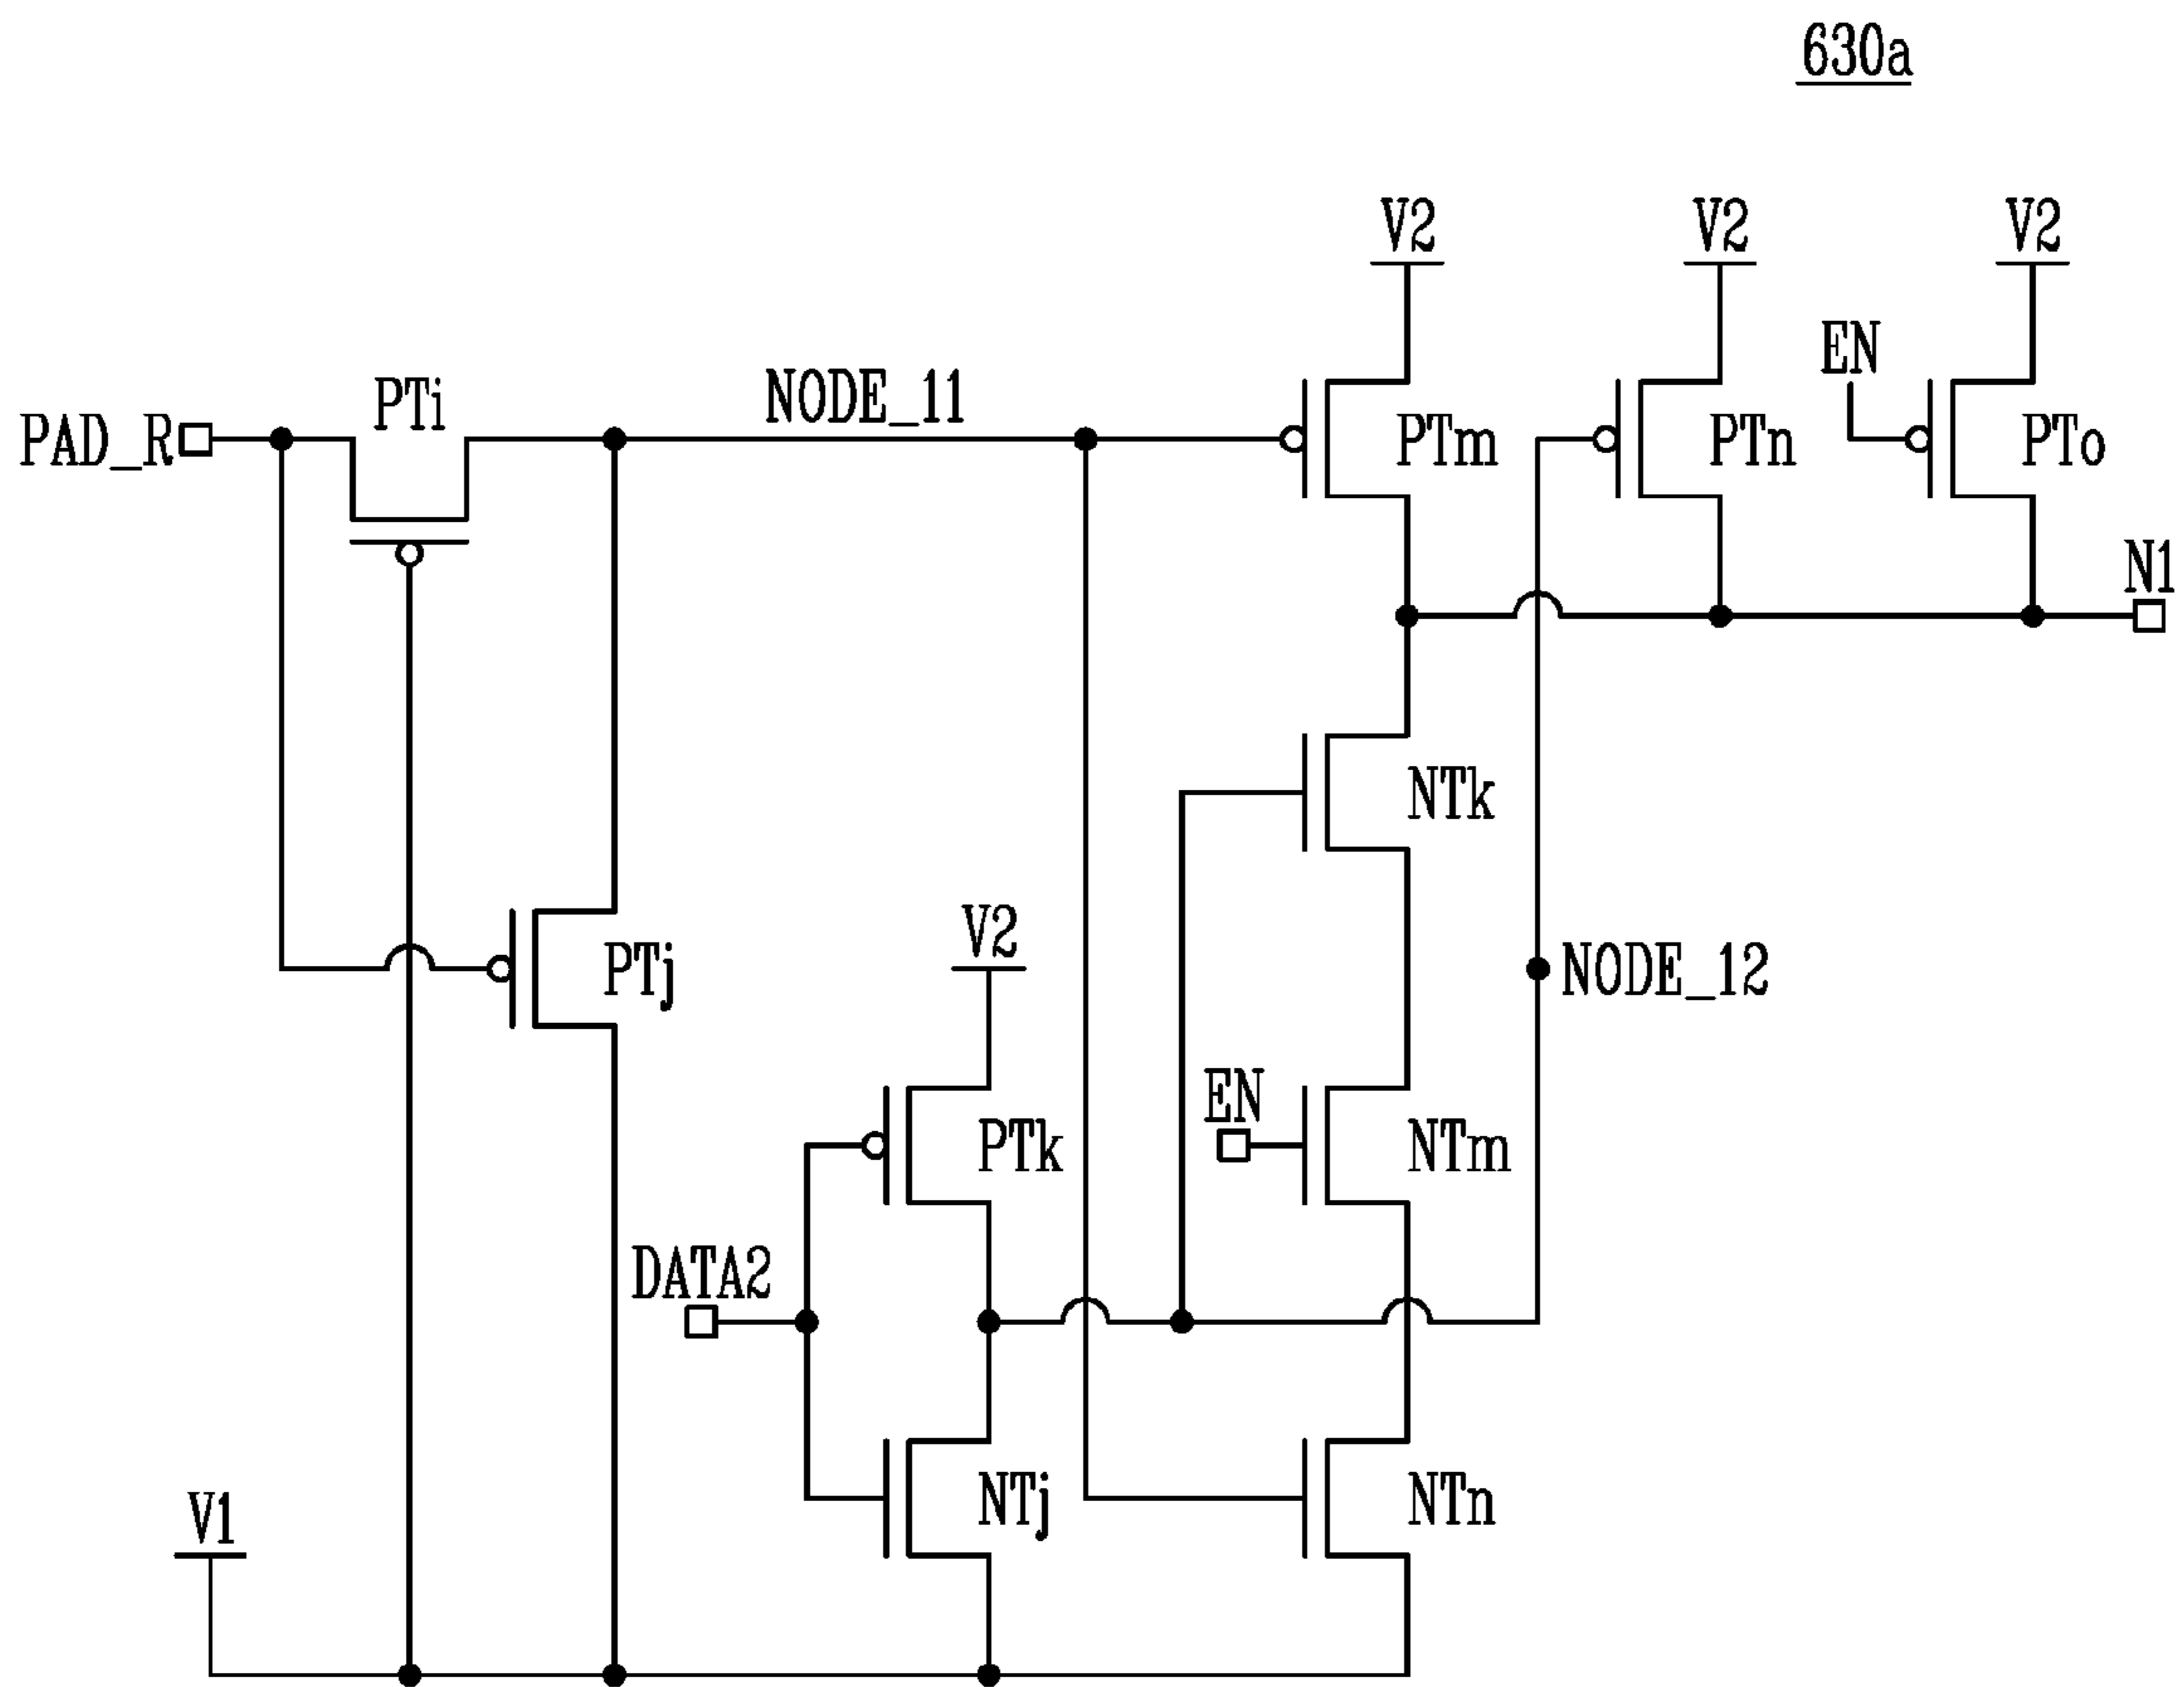 630a
V2
V2
V2
EN
PTi
NODE_11
PAD_R
PTm
PTn
PTo
N1
NTk
V2
PTj
NODE_12
EN
PTk
NTm
DATA2
V1
NTj
NTn